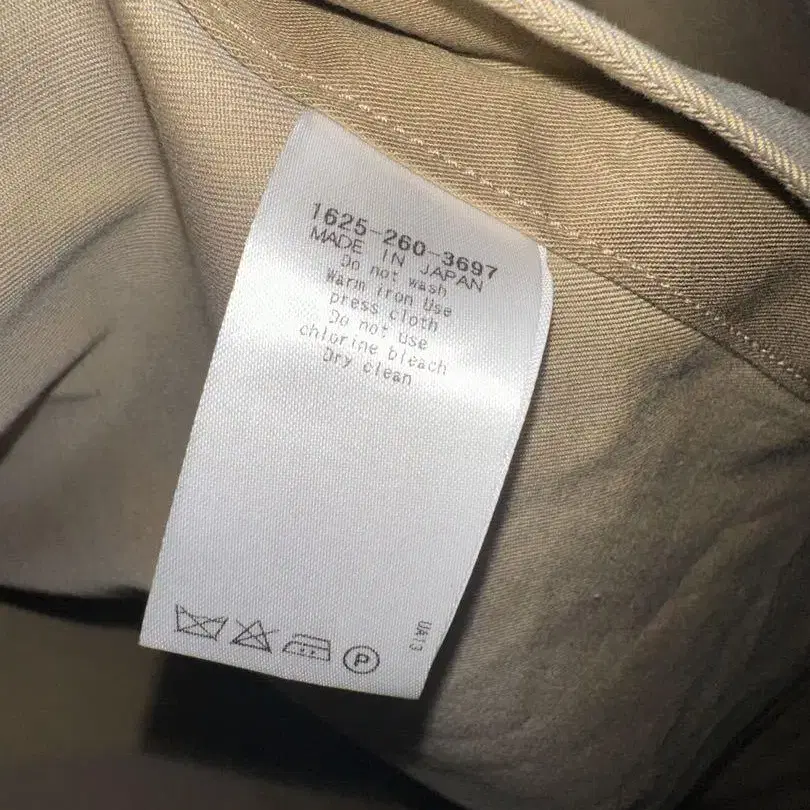 1625-260-3697
MADE IN JAPAN
Do not wash
Warm iron Use
press cloth
Do not Use
chlorine bleach
Dry clean
P
UA13